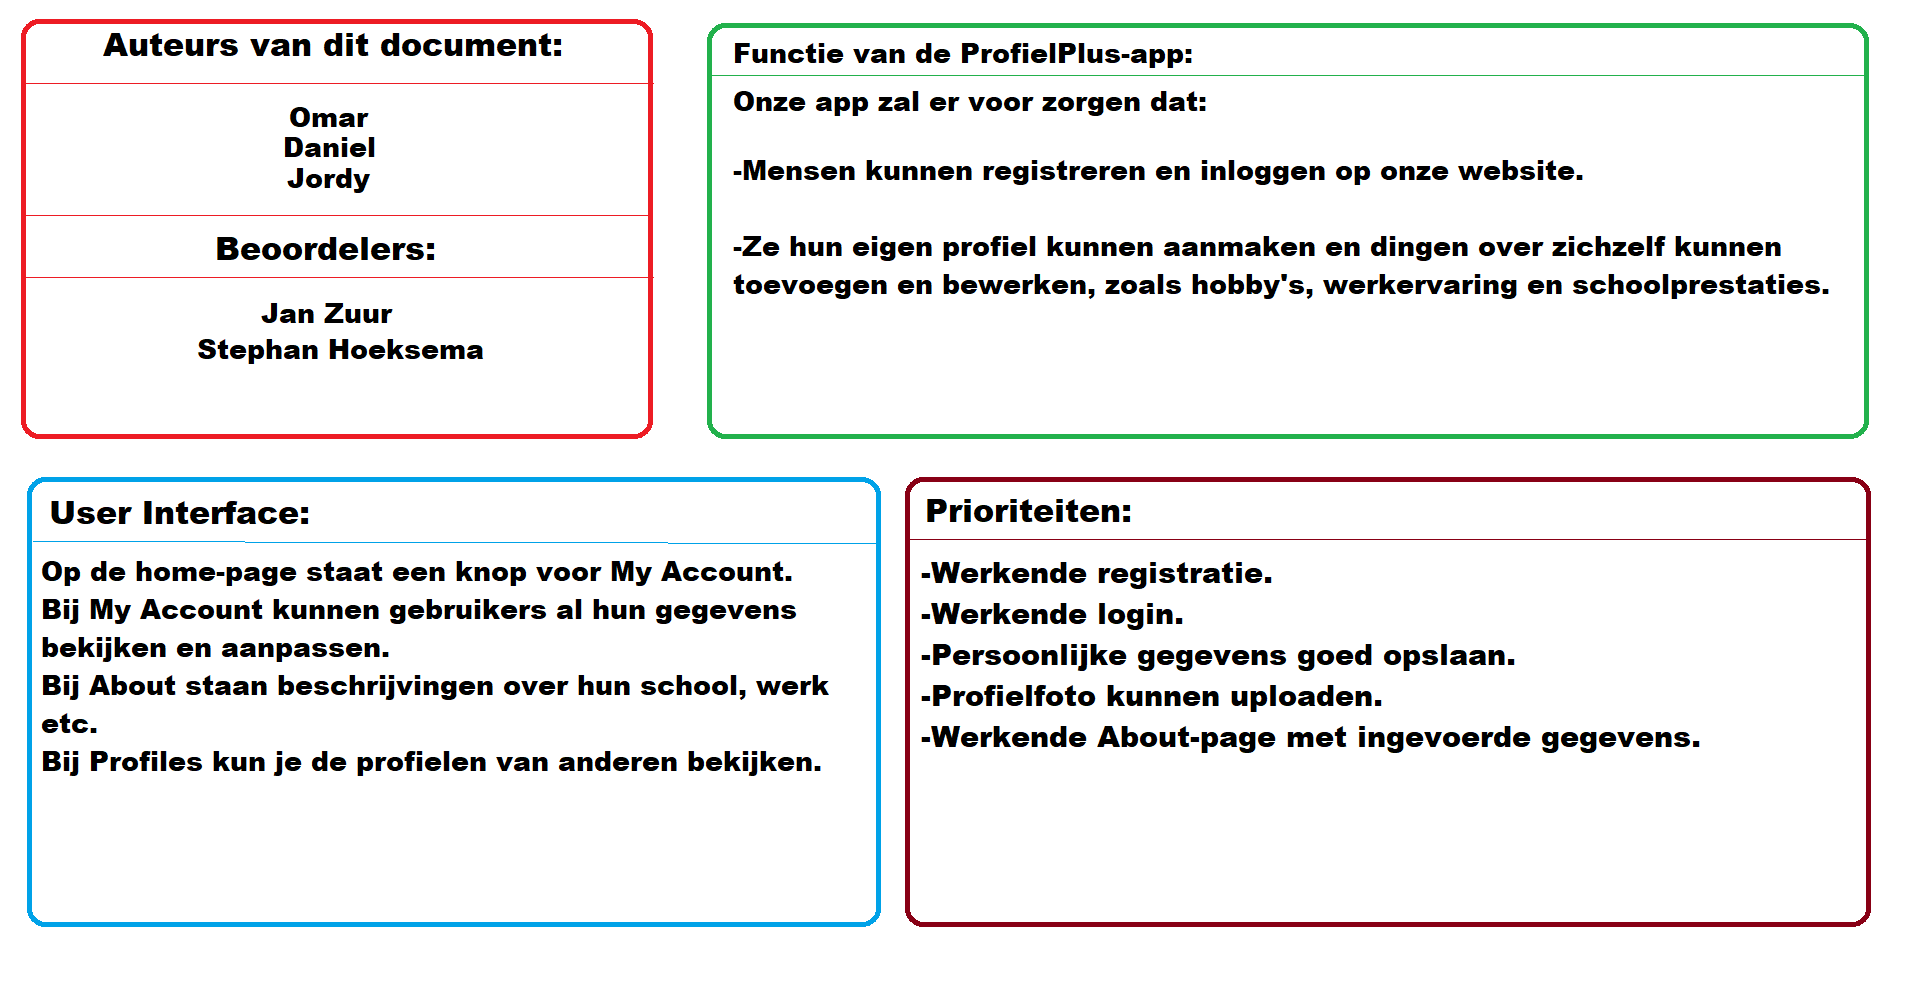 Auteurs van dit document:
Omar
Daniel
Jordy
Beoordelers:
Jan Zuur
Stephan Hoeksema
Functie van de ProfielPlus-app:
Onze app zal er voor zorgen dat:
-Mensen kunnen registreren en inloggen op onze website.
-Ze hun eigen profiel kunnen aanmaken en dingen over zichzelf kunnen
toevoegen en bewerken, zoals hobby's, werkervaring en schoolprestaties.
User Interface:
Op de home-page staat een knop voor My Account.
Bij My Account kunnen gebruikers al hun gegevens
bekijken en aanpassen.
Bij About staan beschrijvingen over hun school, werk
etc.
Bij Profiles kun je de profielen van anderen bekijken.
Prioriteiten:
-Werkende registratie.
-Werkende login.
-Persoonlijke gegevens goed opslaan.
-Profielfoto kunnen uploaden.
-Werkende About-page met ingevoerde gegevens.